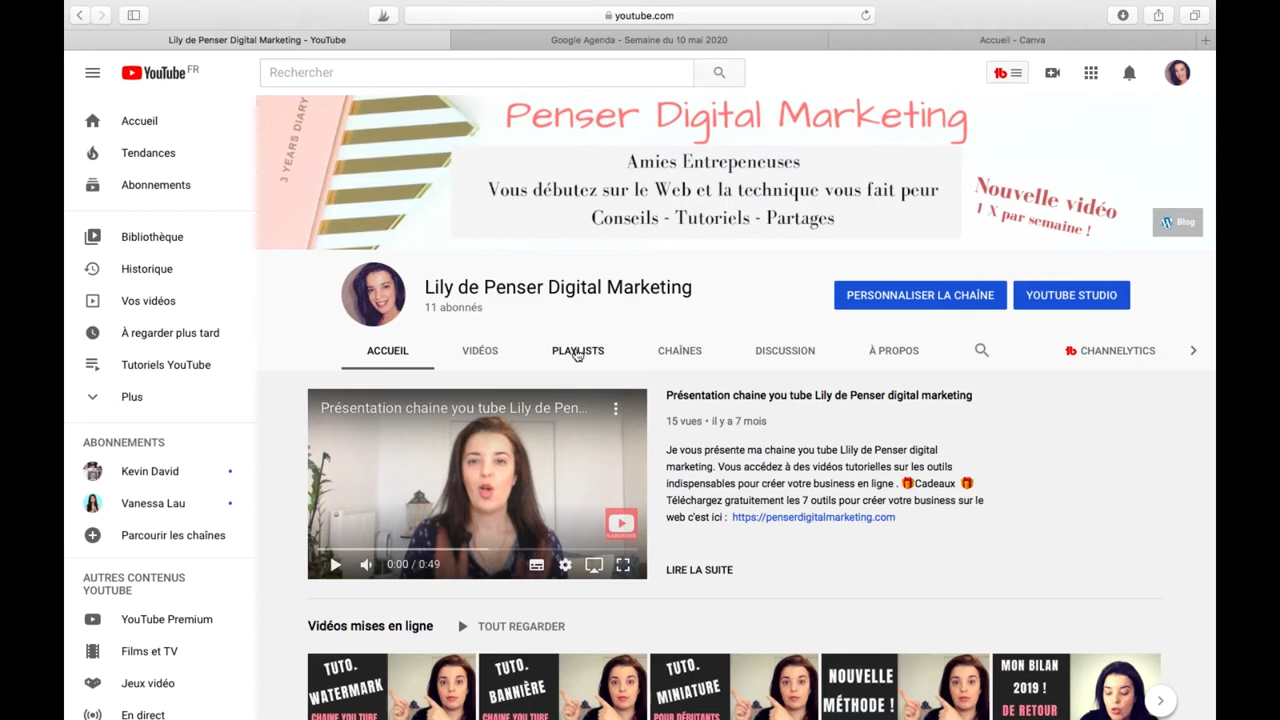 youtube.com
Lily de Penser Digital Marketing - YouTube
Google Agenda - Semaine du 10 mai 2020
Accueil - Canva
YouTube FR
Rechercher
Accueil
Tendances
Abonnements
Bibliothèque
Historique
Vos vidéos
À regarder plus tard
Tutoriels YouTube
Plus
ABONNEMENTS
Kevin David
Vanessa Lau
Parcourir les chaînes
AUTRES CONTENUS
YOUTUBE
YouTube Premium
Films et TV
Jeux vidéo
En direct
3 YEARS DIARY
Penser Digital Marketing
Amies Entrepeneuses
Vous débutez sur le Web et la technique vous fait peur
Conseils - Tutoriels - Partages
Nouvelle vidéo
1 X par semaine !
Blog
Lily de Penser Digital Marketing
11 abonnés
PERSONNALISER LA CHAÎNE
YOUTUBE STUDIO
ACCUEIL
VIDÉOS
PLAYLISTS
CHAÎNES
DISCUSSION
À PROPOS
CHANNELYTICS
Présentation chaine you tube Lily de Pen...
0:00 / 0:49
Présentation chaine you tube Lily de Penser digital marketing
15 vues • il y a 7 mois
Je vous présente ma chaine you tube Llily de Penser digital
marketing. Vous accédez à des vidéos tutorielles sur les outils
indispensables pour créer votre business en ligne . 🎁Cadeaux 🎁
Téléchargez gratuitement les 7 outils pour créer votre business sur le
web c'est ici : https://penserdigitalmarketing.com
LIRE LA SUITE
Vidéos mises en ligne
TOUT REGARDER
TUTO.
WATERMARK
CHAINE YOU TUBE
TUTO.
BANNIÈRE
CHAINE YOU TUBE
TUTO.
MINIATURE
POUR DÉBUTANTS
NOUVELLE
MÉTHODE !
MON BILAN
2019 !
DE RETOUR